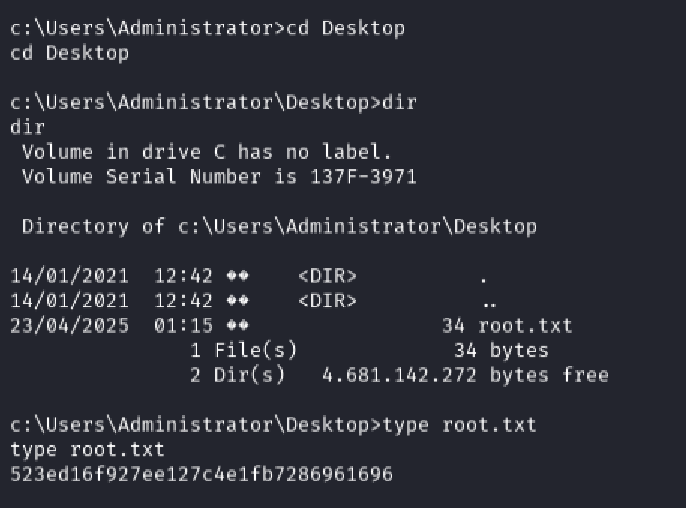 c:\Users\Administrator>cd Desktop
cd Desktop
c:\Users\Administrator\Desktop>dir
dir
 Volume in drive C has no label.
 Volume Serial Number is 137F-3971
 Directory of c:\Users\Administrator\Desktop
14/01/2021  12:42 ��    <DIR>          .
14/01/2021  12:42 ��    <DIR>          ..
23/04/2025  01:15 ��                34 root.txt
               1 File(s)             34 bytes
               2 Dir(s)   4.681.142.272 bytes free
c:\Users\Administrator\Desktop>type root.txt
type root.txt
523ed16f927ee127c4e1fb7286961696